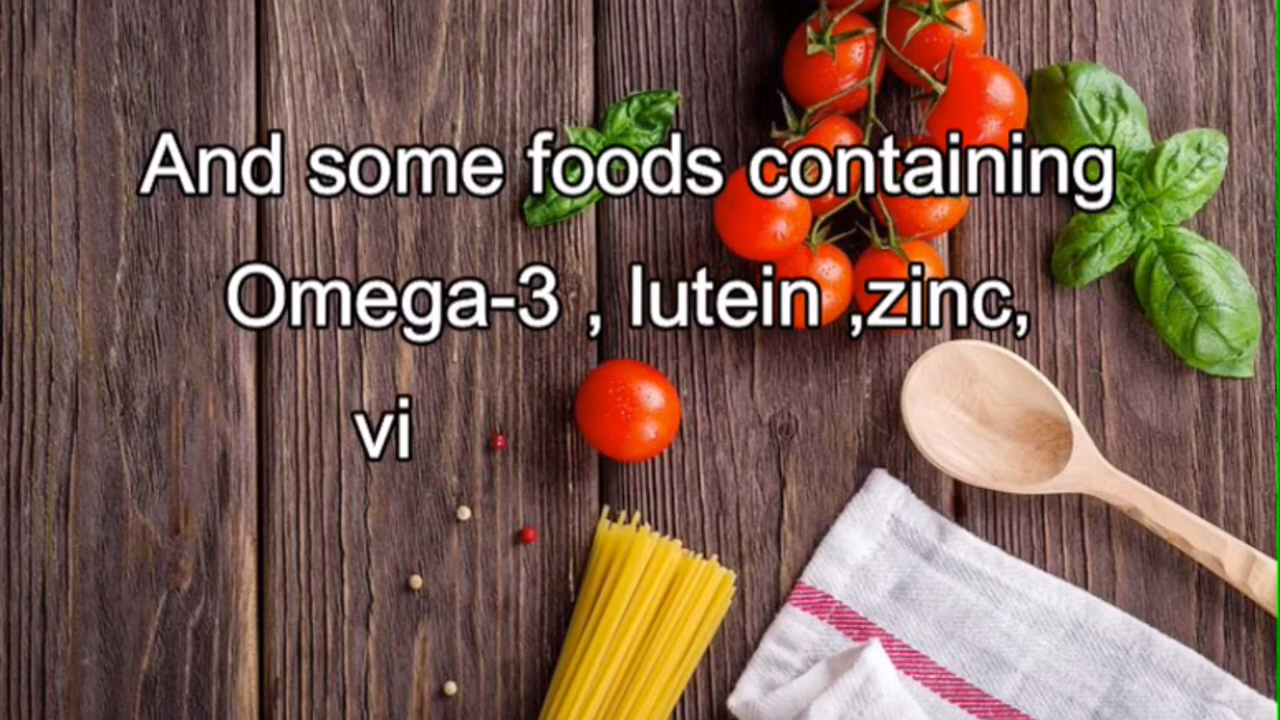 And some foods containing
Omega-3 , lutein ,zinc,
vi